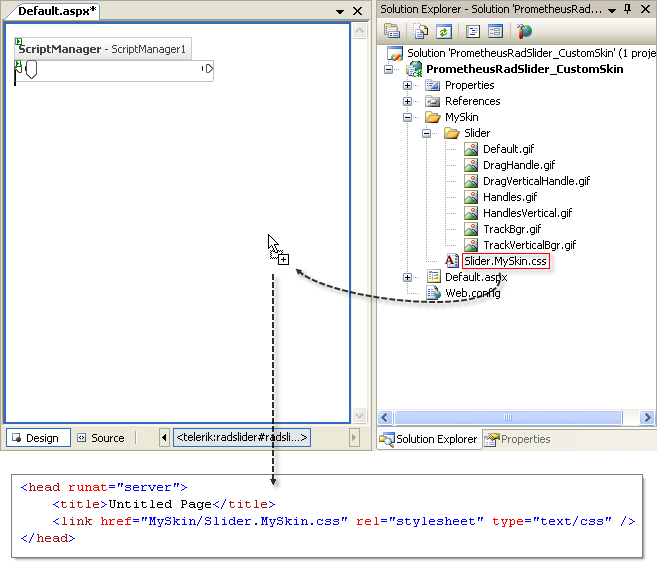 Default.aspx*
ScriptManager - ScriptManager1
Design
Source
<telerik:radslider#radsli...>
Solution Explorer - Solution 'PrometheusRad...
Solution 'PrometheusRadSlider_CustomSkin' (1 proje
PrometheusRadSlider_CustomSkin
Properties
References
MySkin
Slider
Default.gif
DragHandle.gif
DragVerticalHandle.gif
Handles.gif
HandlesVertical.gif
TrackBgr.gif
TrackVerticalBgr.gif
Slider.MySkin.css
Default.aspx
Web.config
Solution Explorer
Properties
<head runat="server">
<title>Untitled Page</title>
<link href="MySkin/Slider.MySkin.css" rel="stylesheet" type="text/css" />
</head>